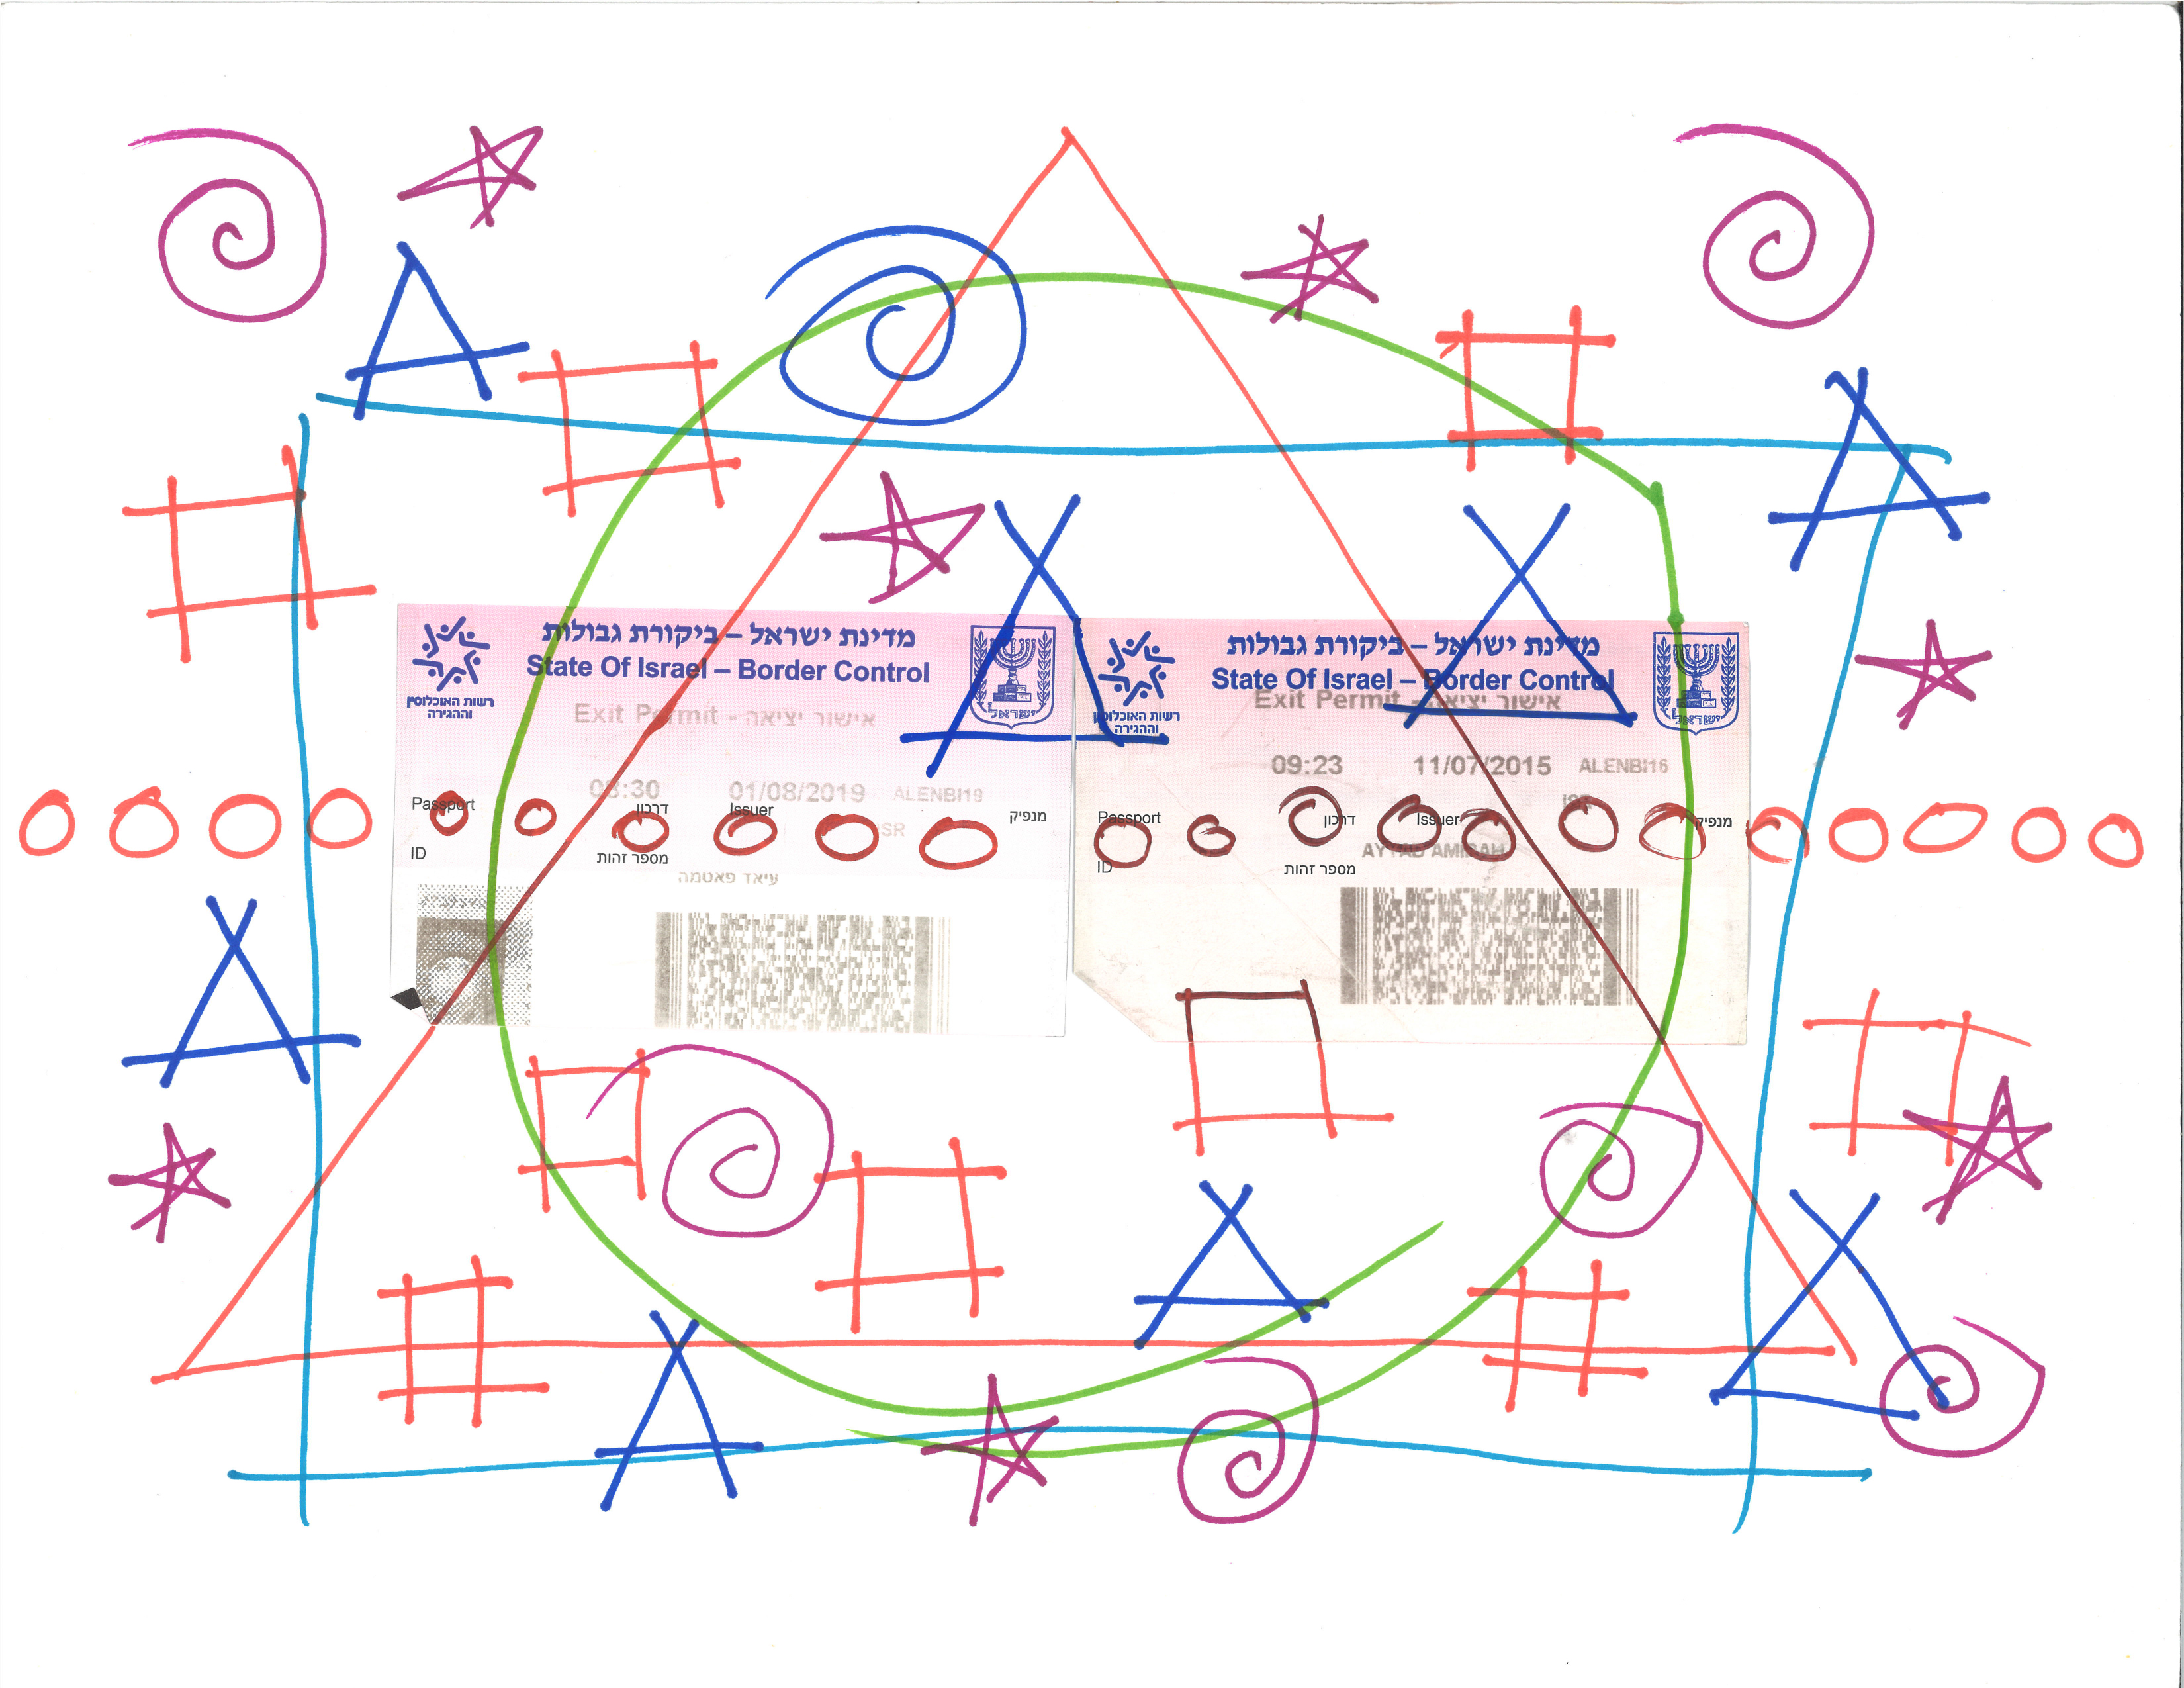 מדינת ישראל – ביקורת גבולות
State Of Israel – Border Control
רשות האוכלוסין
וההגירה
ישראל
Exit Permit - אישור יציאה
08:30 01/08/2019 ALENBI19
Passport דרכון Issuer מנפיק
SR
ID מספר זהות
עיאד פאטמה
מדינת ישראל – ביקורת גבולות
State Of Israel – Border Control
Exit Permit - אישור יציאה
רשות האוכלוסין
וההגירה
ישראל
09:23 11/07/2015 ALENBI16
Passport דרכון Issuer מנפיק
AYYAD AMIRAH
ID מספר זהות